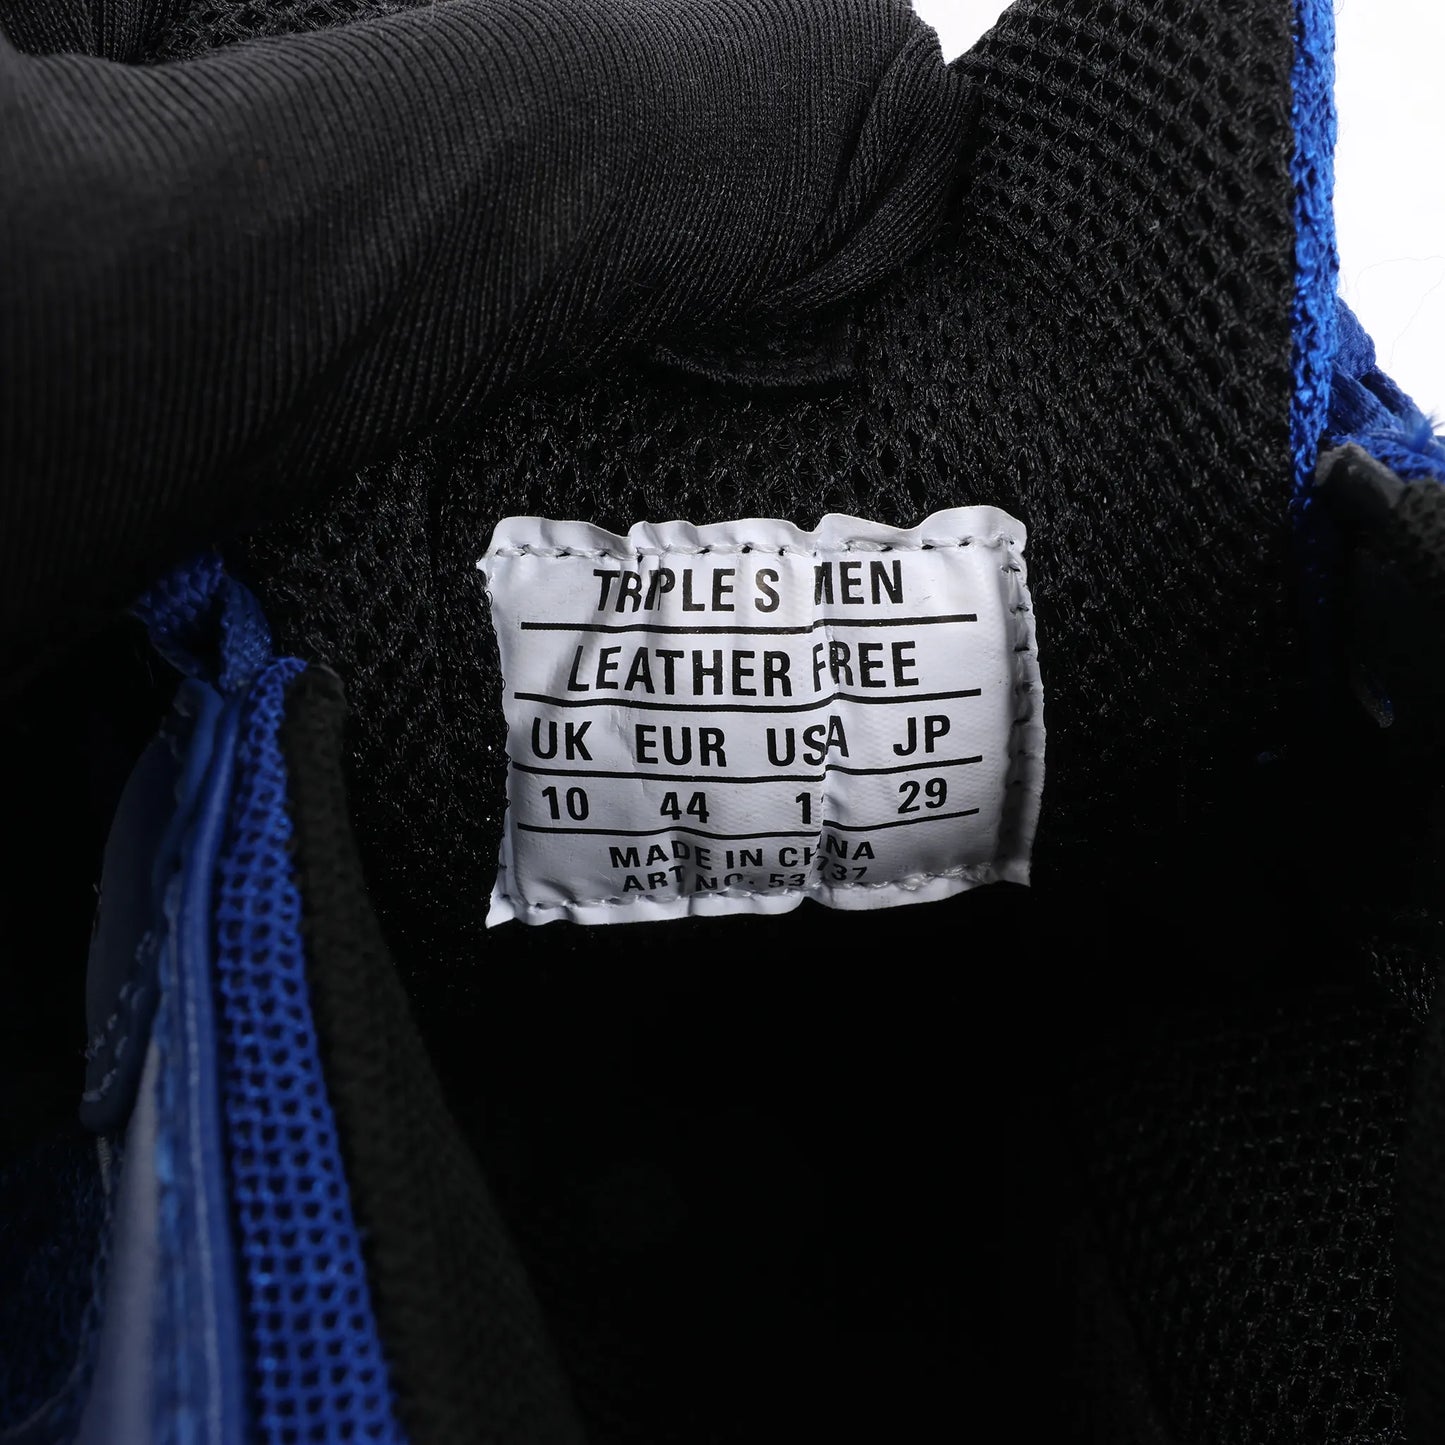 TRIPLE S MEN
LEATHER FREE
UK EUR USA JP
10 44 29
MADE IN CHINA
ART NO.